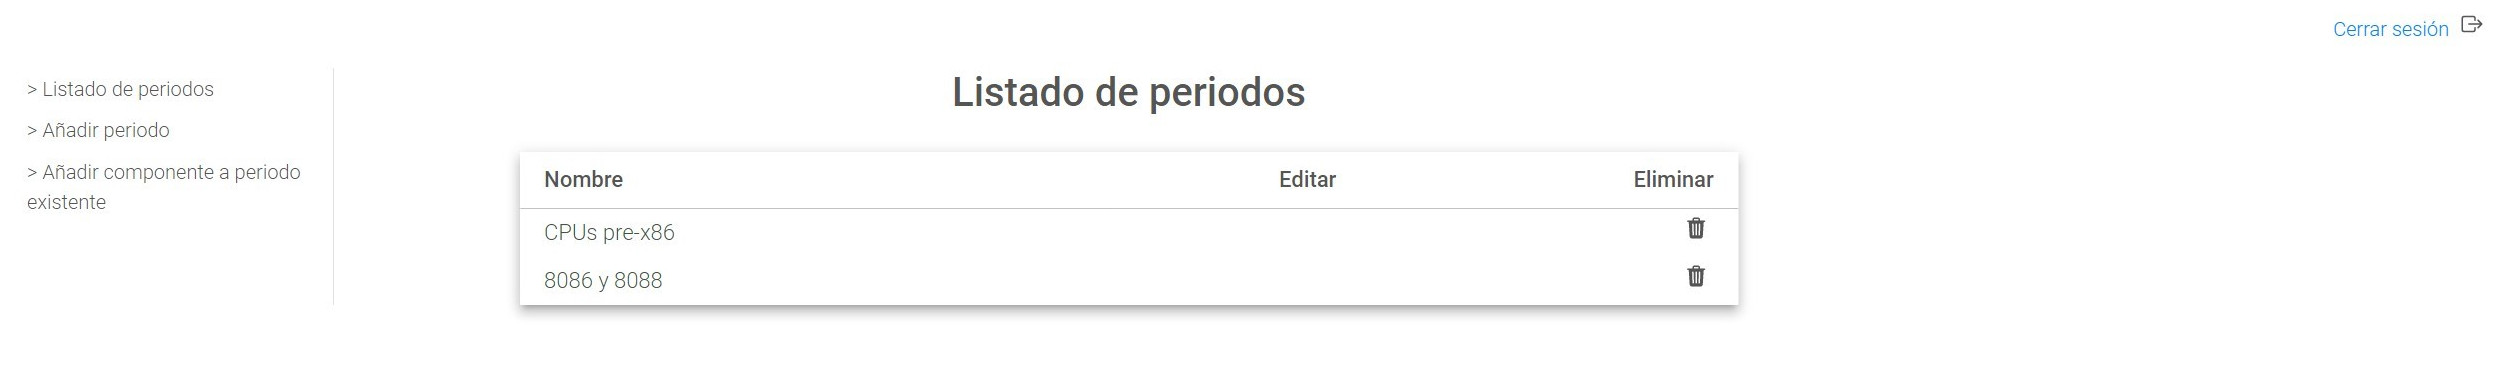 Cerrar sesión
> Listado de periodos
> Añadir periodo
> Añadir componente a periodo
existente
Listado de periodos
Nombre Editar Eliminar
CPUs pre-x86
8086 y 8088